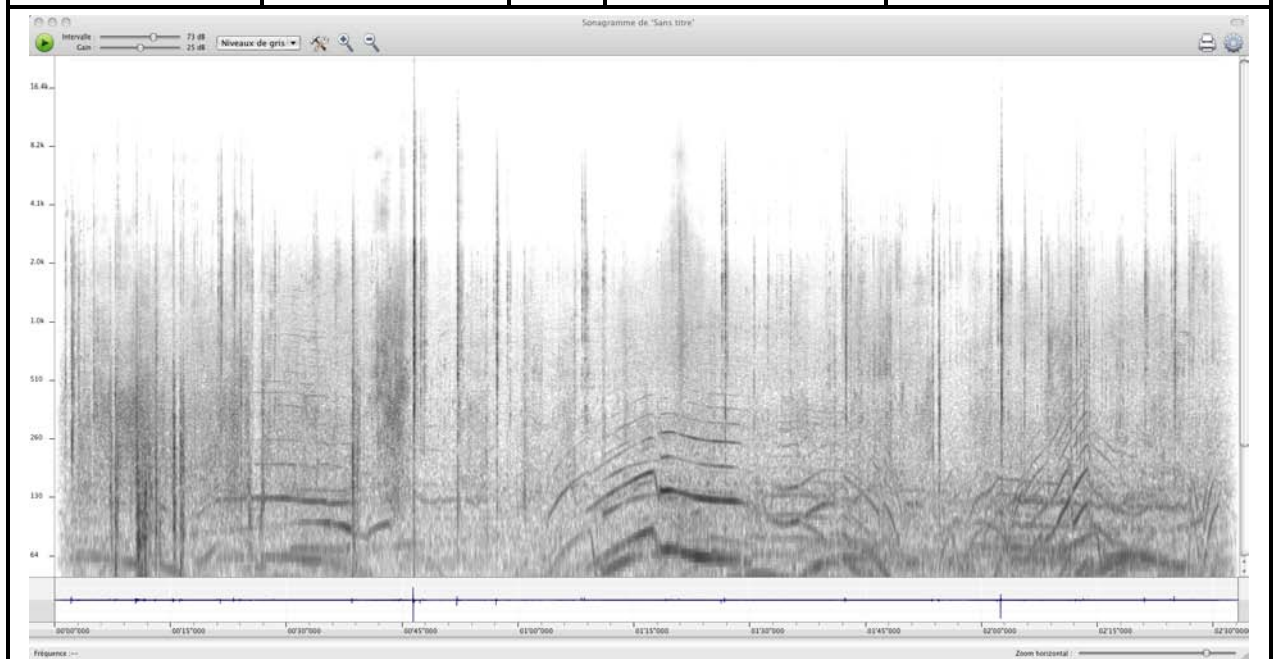 Sonagramme de 'Sans titre'
Intervalle : 73 dB
Gain : 25 dB
Niveaux de gris
16.4k
8.2k
4.1k
2.0k
1.0k
510
260
130
64
00'00"000 00'15"000 00'30"000 00'45"000 01'00"000 01'15"000 01'30"000 01'45"000 02'00"000 02'15"000 02'30"000
Fréquence :-- Zoom horizontal :